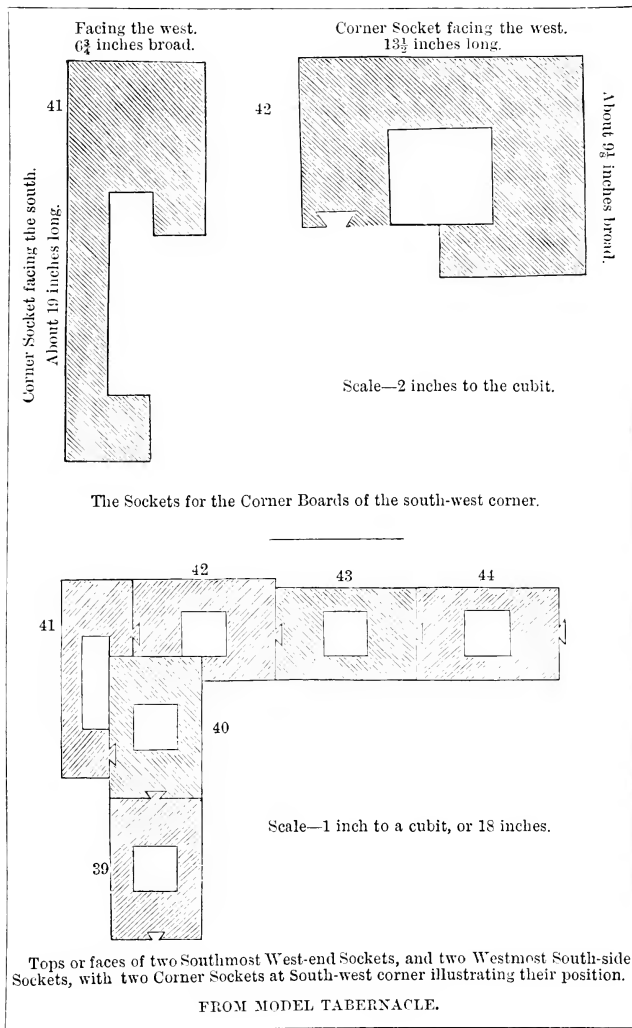 Facing the west.
6¾ inches broad.
Corner Socket facing the west.
13½ inches long.
41
42
Corner Socket facing the south.
About 19 inches long.
About 9⅛ inches broad.
Scale—2 inches to the cubit.
The Sockets for the Corner Boards of the south-west corner.
42
43
44
41
40
Scale—1 inch to a cubit, or 18 inches.
39
Tops or faces of two Southmost West-end Sockets, and two Westmost South-side
Sockets, with two Corner Sockets at South-west corner illustrating their position.
FROM MODEL TABERNACLE.